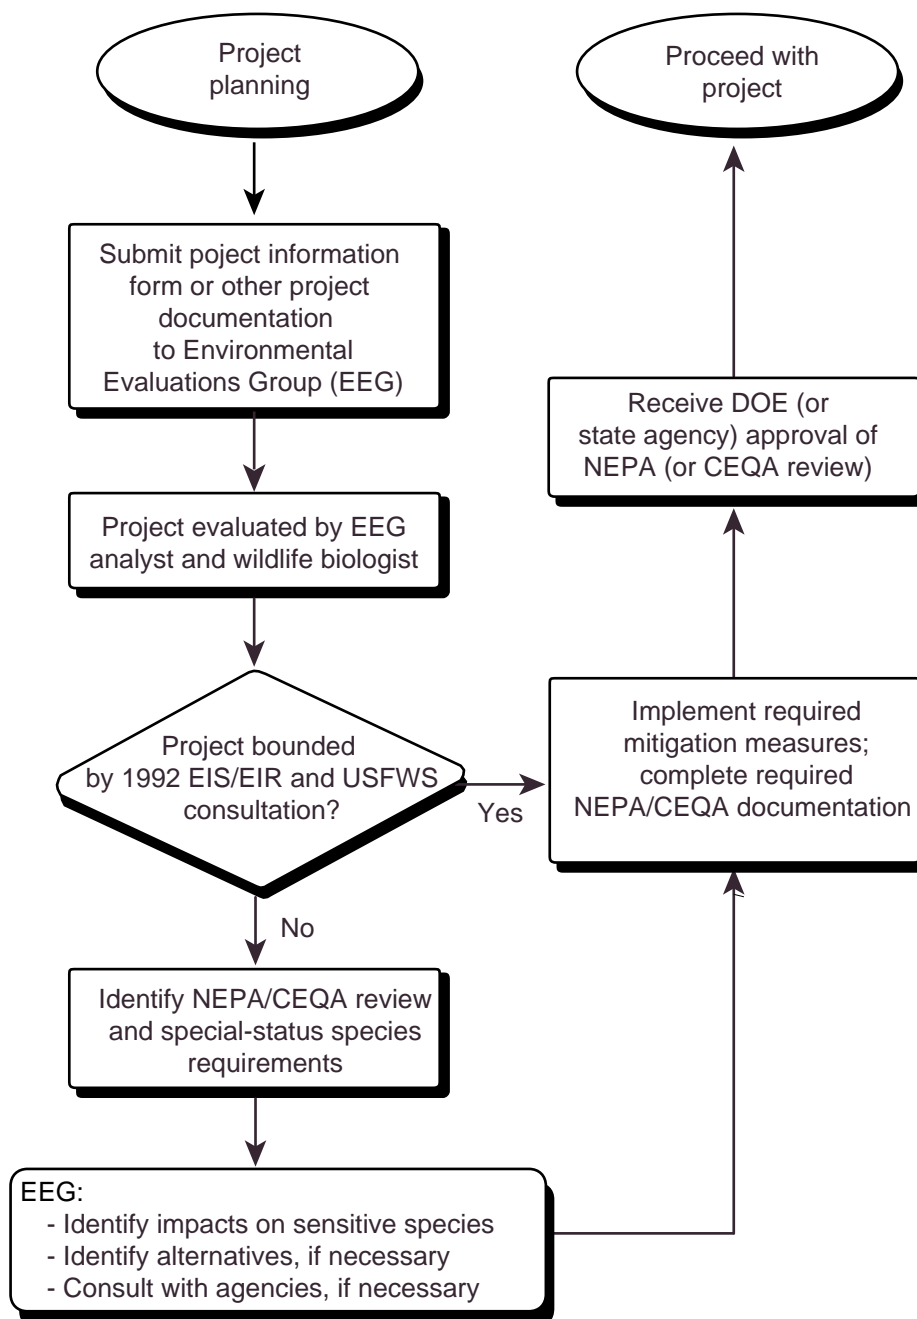 Project
planning
Submit poject information
form or other project
documentation
to Environmental
Evaluations Group (EEG)
Project evaluated by EEG
analyst and wildlife biologist
Project bounded
by 1992 EIS/EIR and USFWS
consultation?
Yes
No
Identify NEPA/CEQA review
and special-status species
requirements
EEG:
- Identify impacts on sensitive species
- Identify alternatives, if necessary
- Consult with agencies, if necessary
Implement required
mitigation measures;
complete required
NEPA/CEQA documentation
Receive DOE (or
state agency) approval of
NEPA (or CEQA review)
Proceed with
project